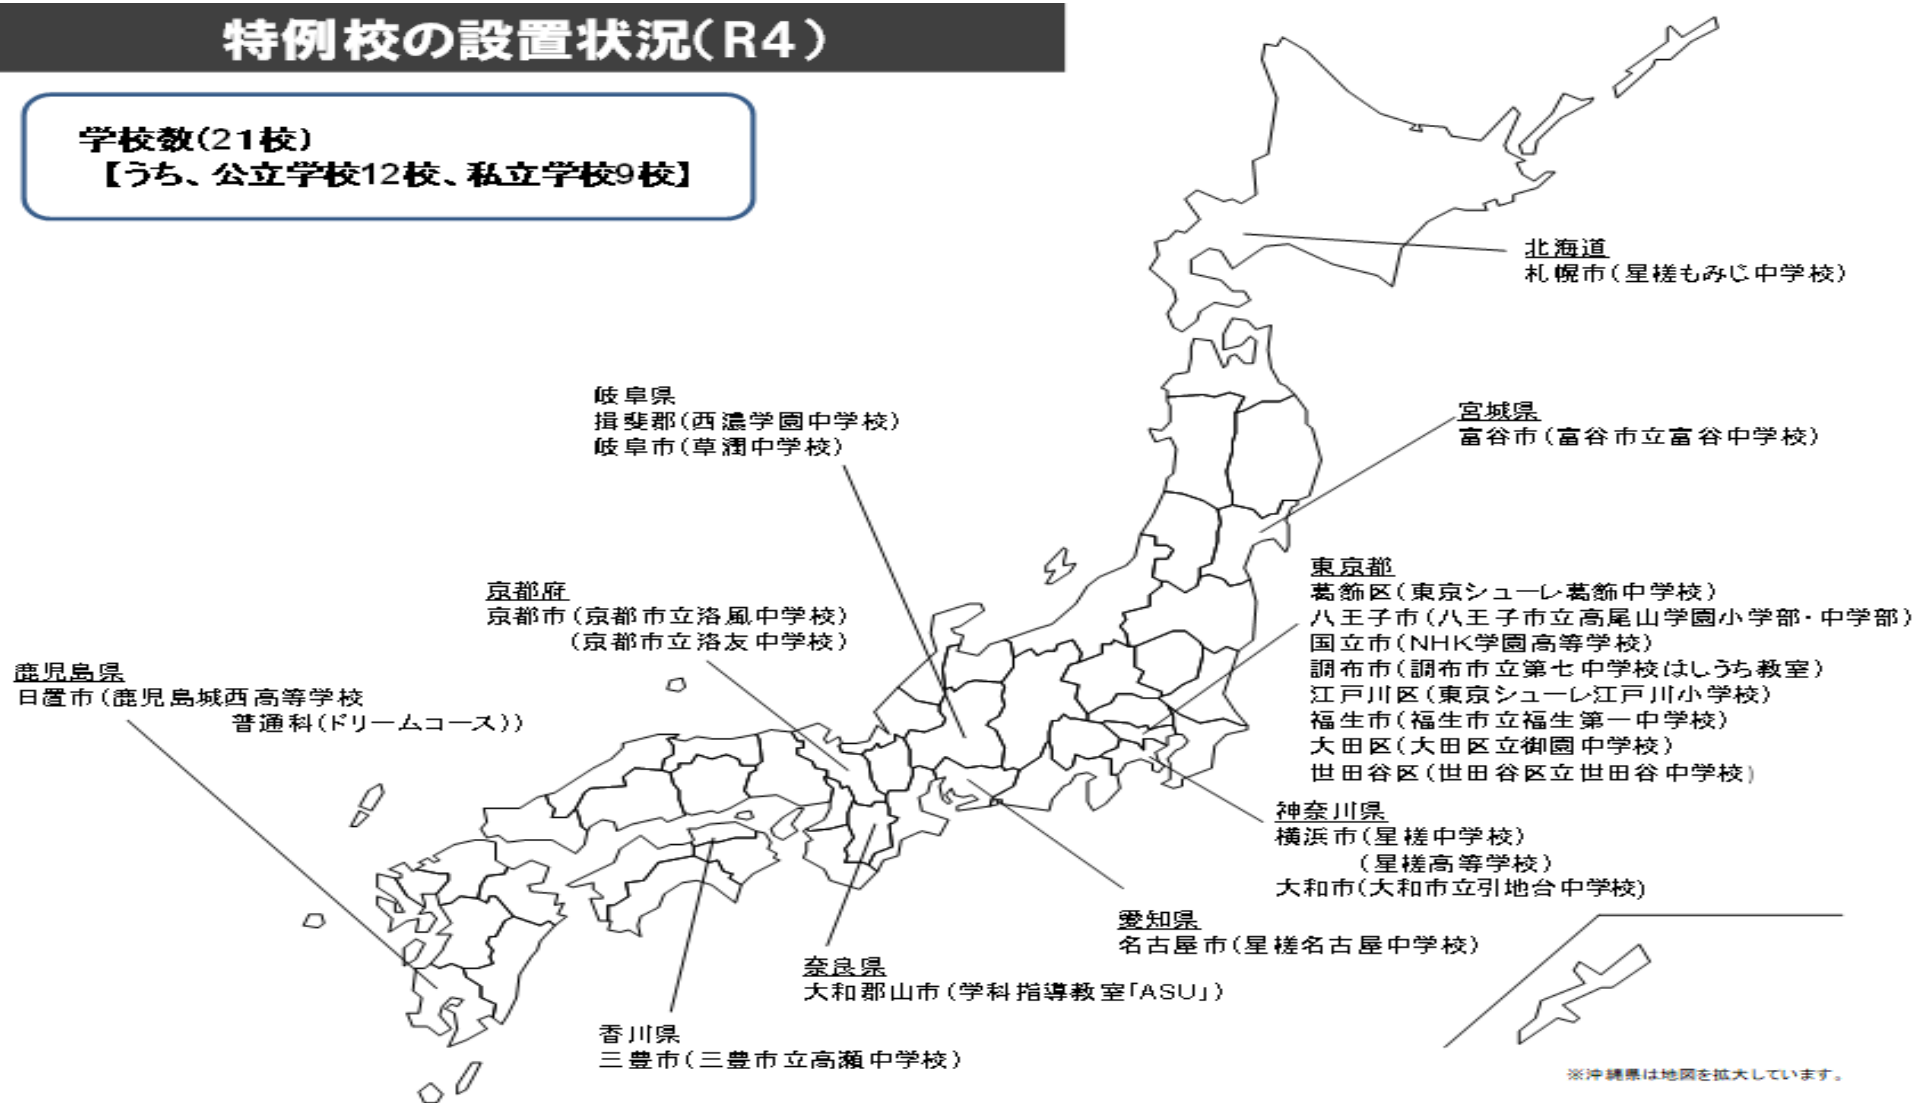 特例校の設置状況(R4)
学校数(21校)
【うち、公立学校12校、私立学校9校】
北海道
札幌市(星槎もみじ中学校)
岐阜県
揖斐郡(西濃学園中学校)
岐阜市(草潤中学校)
宮城県
富谷市(富谷市立富谷中学校)
東京都
葛飾区(東京シューレ葛飾中学校)
八王子市(八王子市立高尾山学園小学部・中学部)
国立市(NHK学園高等学校)
調布市(調布市立第七中学校はしうち教室)
江戸川区(東京シューレ江戸川小学校)
福生市(福生市立福生第一中学校)
大田区(大田区立御園中学校)
世田谷区(世田谷区立世田谷中学校)
京都府
京都市(京都市立洛風中学校)
(京都市立洛友中学校)
鹿児島県
日置市(鹿児島城西高等学校
普通科(ドリームコース))
神奈川県
横浜市(星槎中学校)
(星槎高等学校)
大和市(大和市立引地台中学校)
愛知県
名古屋市(星槎名古屋中学校)
奈良県
大和郡山市(学科指導教室「ASU」)
香川県
三豊市(三豊市立高瀬中学校)
※沖縄県は地図を拡大しています。